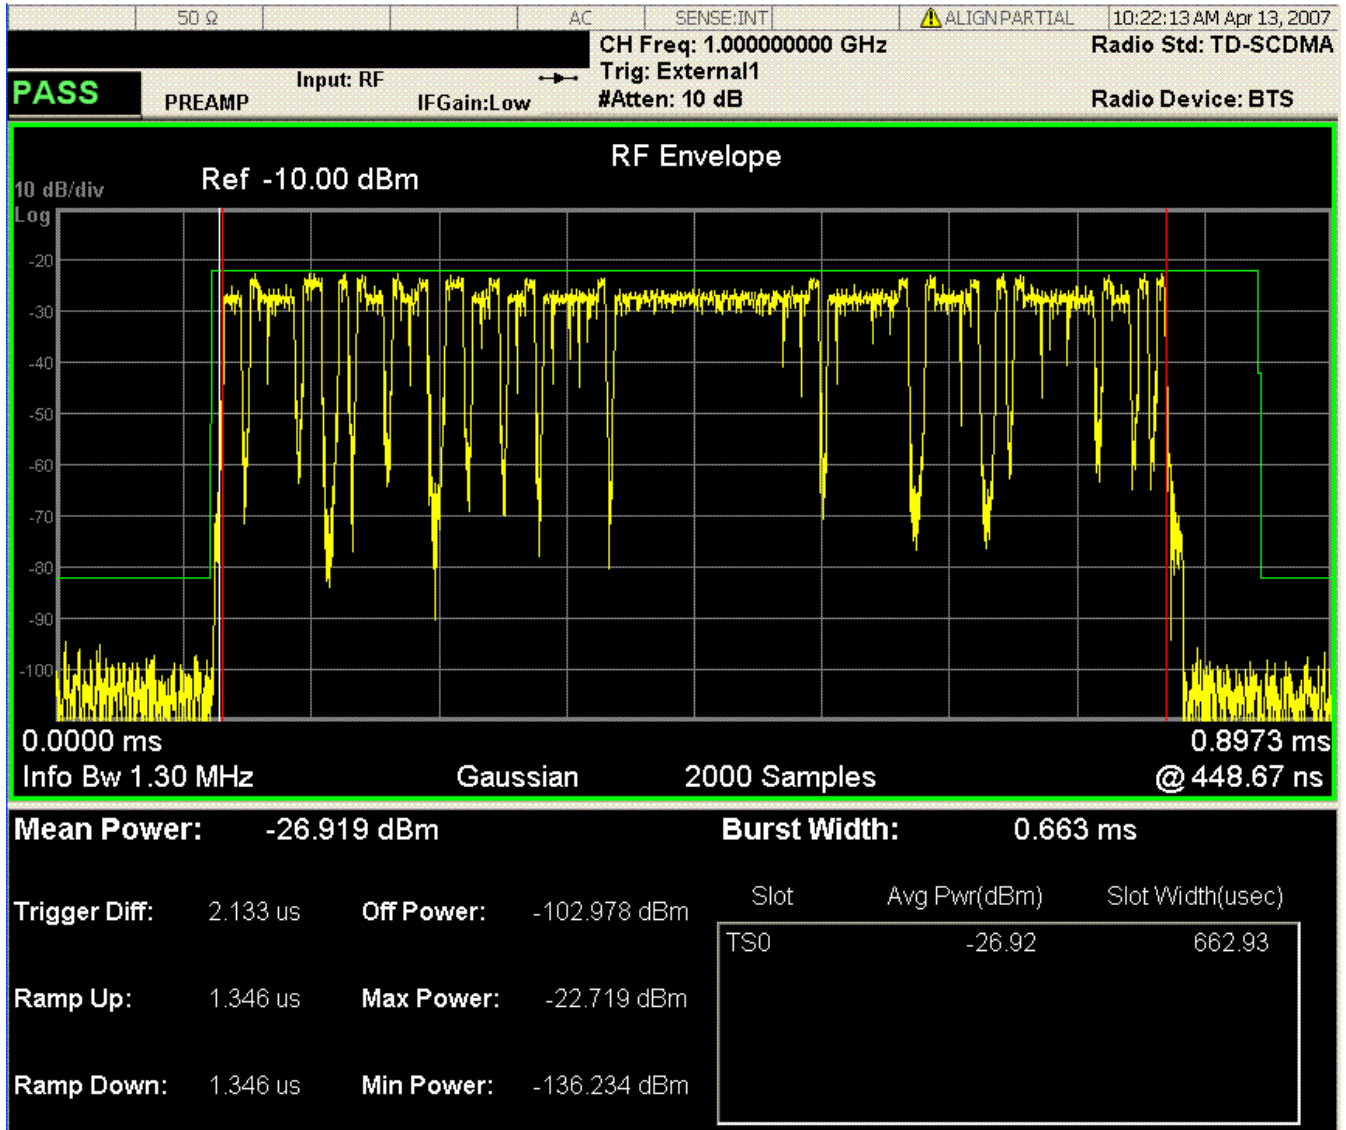 50 Ω AC SENSE:INT ALIGN PARTIAL 10:22:13 AM Apr 13, 2007
CH Freq: 1.000000000 GHz Radio Std: TD-SCDMA
Input: RF Trig: External1
PASS PREAMP IFGain:Low #Atten: 10 dB Radio Device: BTS
RF Envelope
10 dB/div Ref -10.00 dBm
Log
-20
-30
-40
-50
-60
-70
-80
-90
-100
0.0000 ms 0.8973 ms
Info Bw 1.30 MHz Gaussian 2000 Samples @ 448.67 ns
Mean Power: -26.919 dBm Burst Width: 0.663 ms
Slot Avg Pwr(dBm) Slot Width(usec)
Trigger Diff: 2.133 us Off Power: -102.978 dBm
TS0 -26.92 662.93
Ramp Up: 1.346 us Max Power: -22.719 dBm
Ramp Down: 1.346 us Min Power: -136.234 dBm